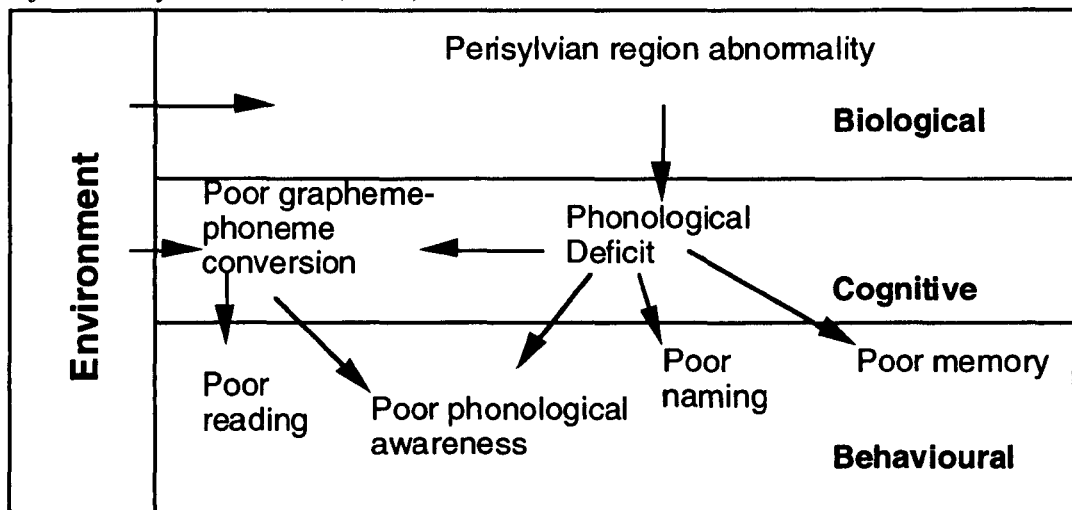 Perisylvian region abnormality
Biological
Environment
Poor grapheme-
phoneme
conversion
Phonological
Deficit
Cognitive
Poor
reading
Poor phonological
awareness
Poor
naming
Poor memory
Behavioural